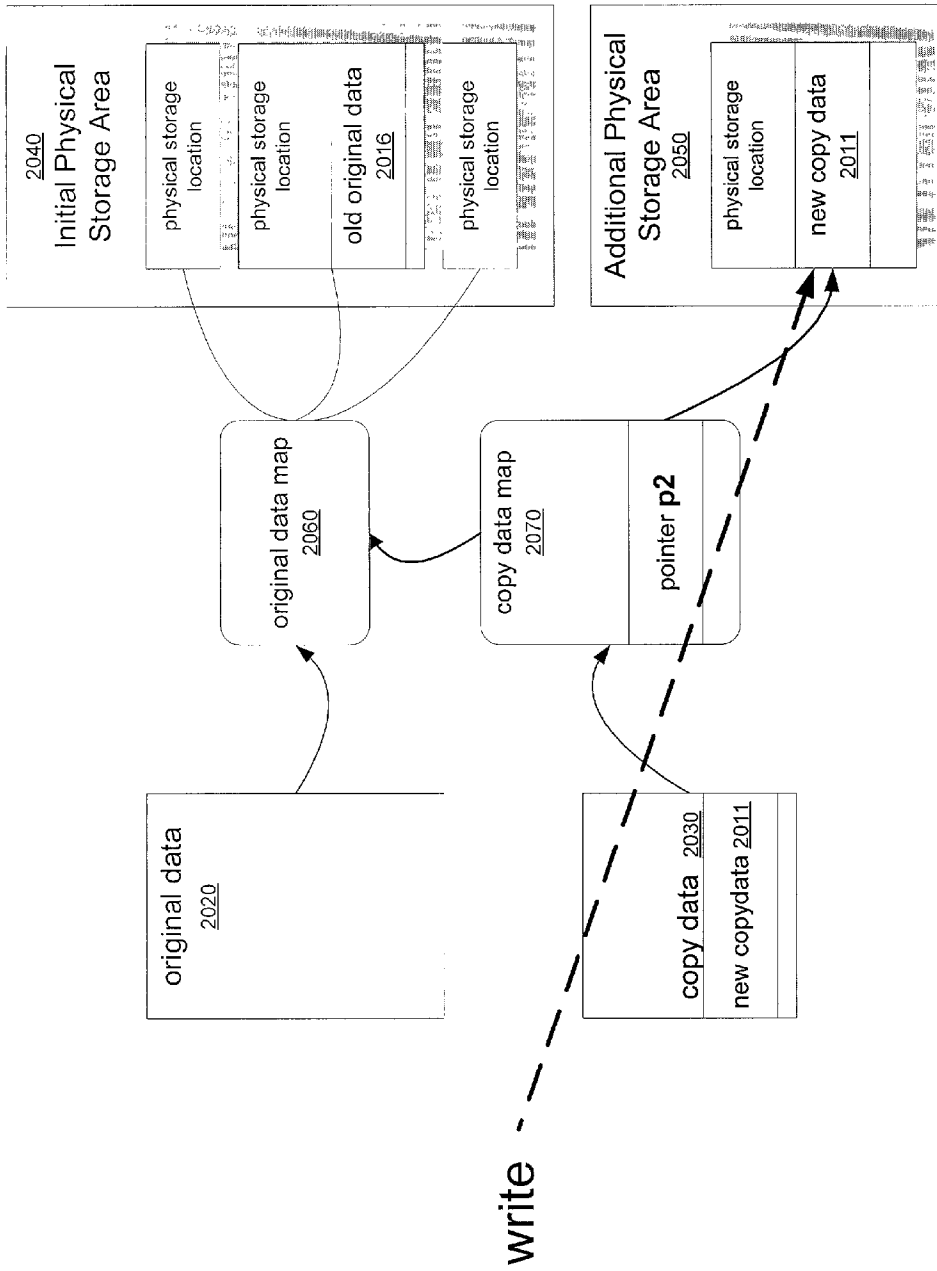 write
original data
2020
copy data 2030
new copydata 2011
original data map
2060
copy data map
2070
pointer p2
2040
Initial Physical
Storage Area
physical storage
location
physical storage
location
old original data
2016
physical storage
location
Additional Physical
Storage Area
2050
physical storage
location
new copy data
2011